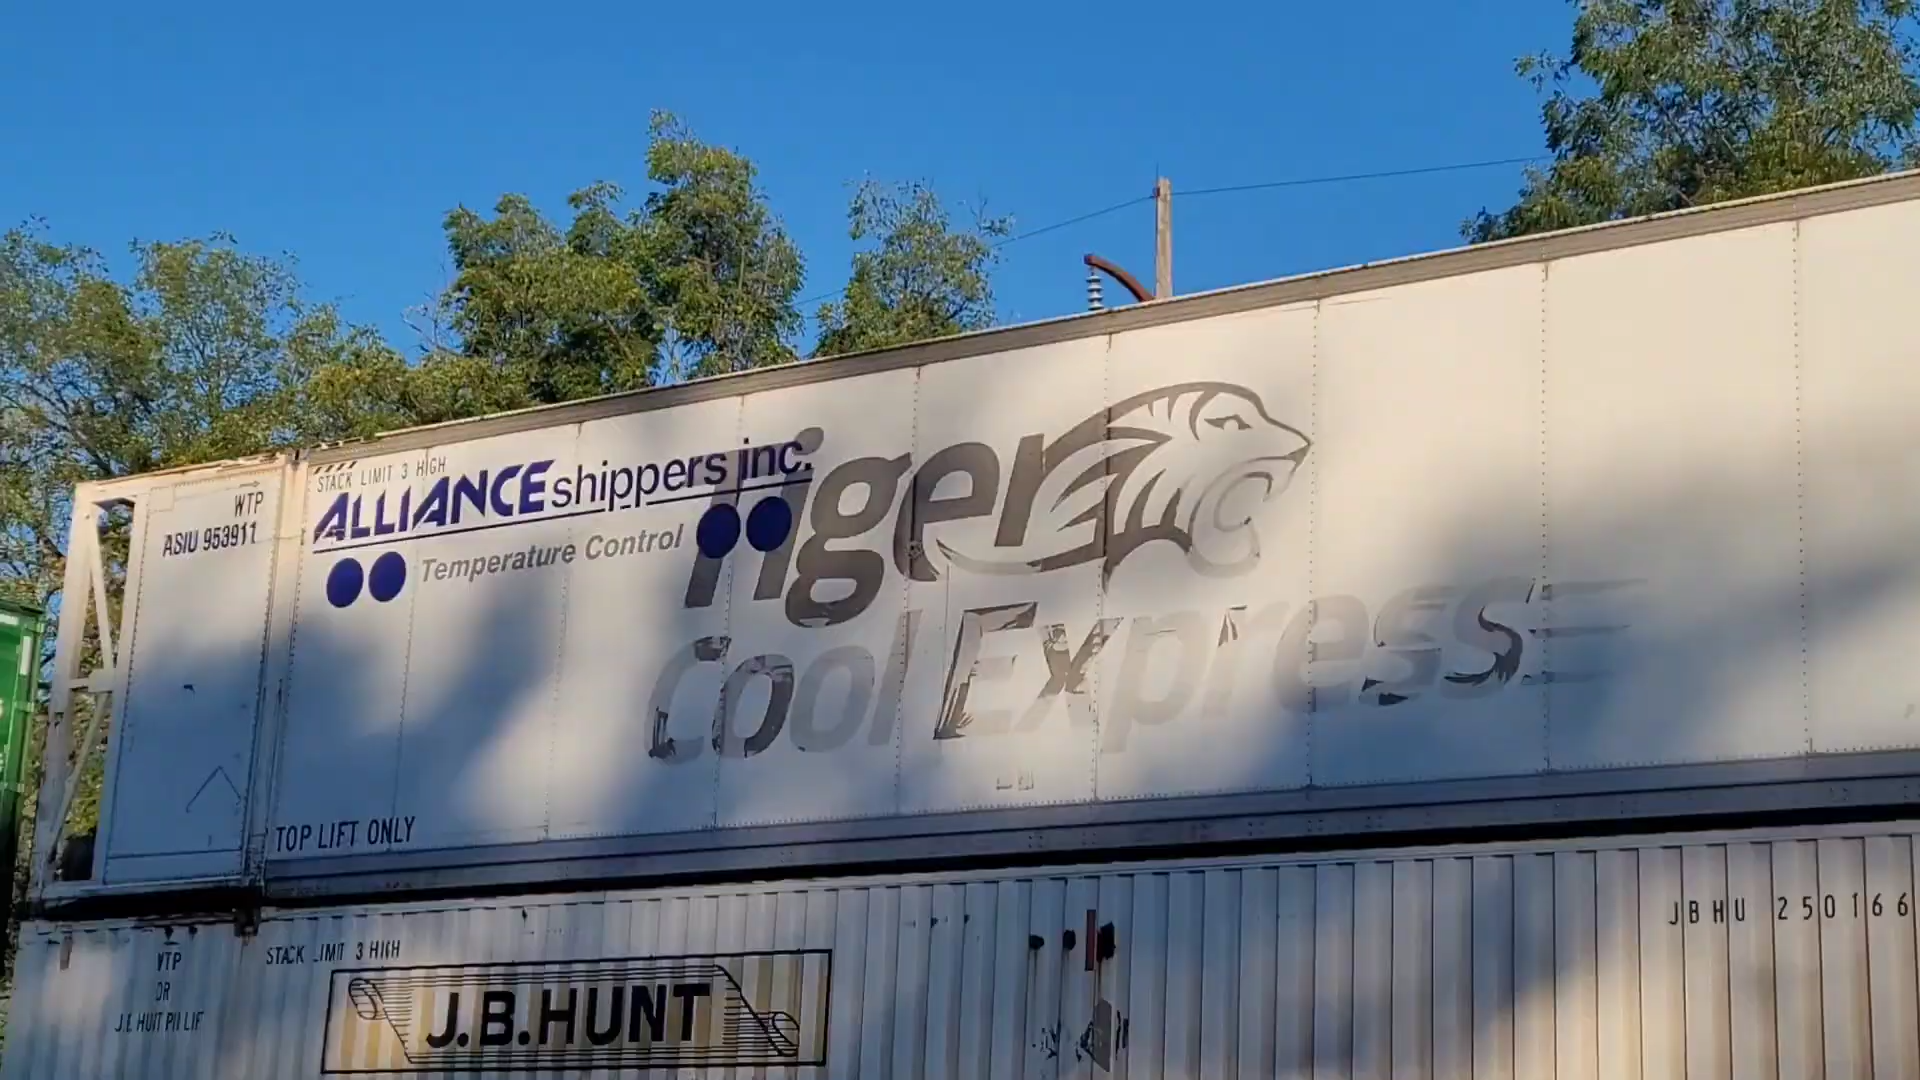 STACK LIMIT 3 HIGH
WTP
ASIU 953911
ALLIANCE shippers inc.
Temperature Control
Tiger
Cool Express
TOP LIFT ONLY
JBHU 250166
STACK LIMIT 3 HIGH
WTP
OR
J.B. HUNT